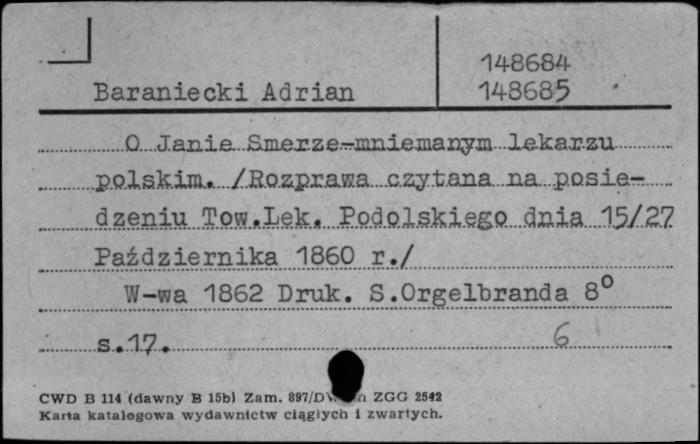 148684
Baraniecki Adrian 148685
O Janie Smerze-mniemanym lekarzu
polskim. /Rozprawa czytana na posie-
dzeniu Tow.Lek. Podolskiego dnia 15/27
Października 1860 r./
W-wa 1862 Druk. S.Orgelbranda 8°
s.17. 6
CWD B 114 (dawny B 15b) Zam. 897/ ZGG 2542
Karta katalogowa wydawnictw ciągłych i zwartych.